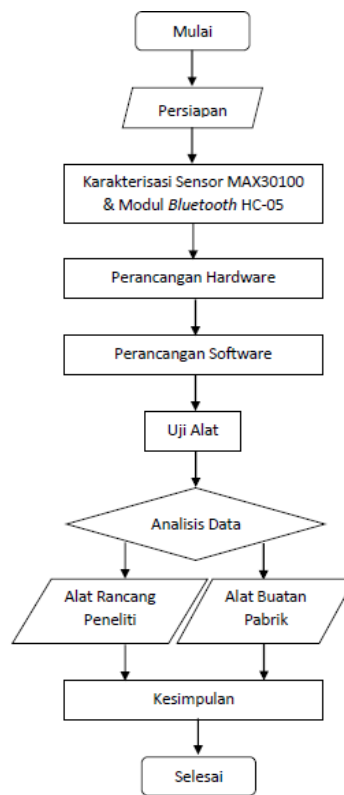 Mulai
Persiapan
Karakterisasi Sensor MAX30100
& Modul Bluetooth HC-05
Perancangan Hardware
Perancangan Software
Uji Alat
Analisis Data
Alat Rancang
Peneliti
Alat Buatan
Pabrik
Kesimpulan
Selesai